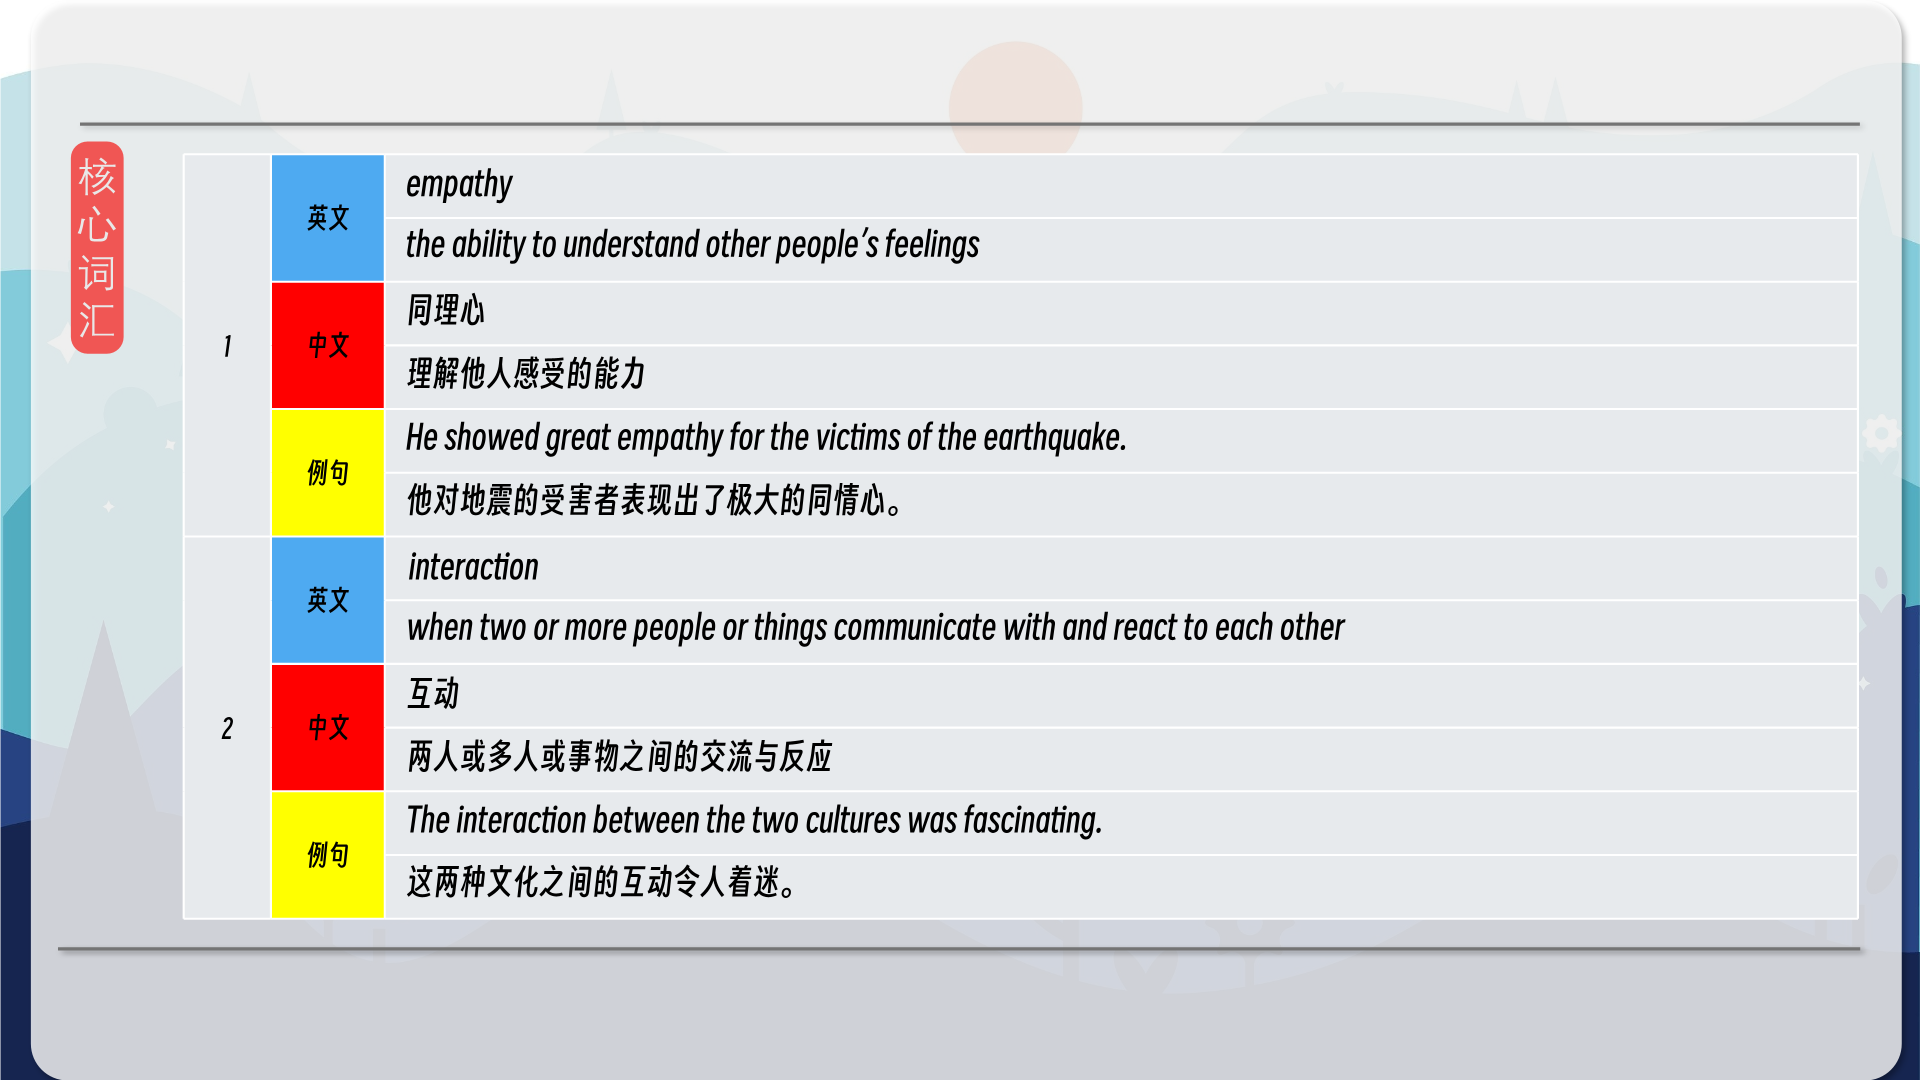 核
心
词
汇
1
英文
empathy
the ability to understand other people's feelings
中文
同理心
理解他人感受的能力
例句
He showed great empathy for the victims of the earthquake.
他对地震的受害者表现出了极大的同情心。
2
英文
interaction
when two or more people or things communicate with and react to each other
中文
互动
两人或多人或事物之间的交流与反应
例句
The interaction between the two cultures was fascinating.
这两种文化之间的互动令人着迷。